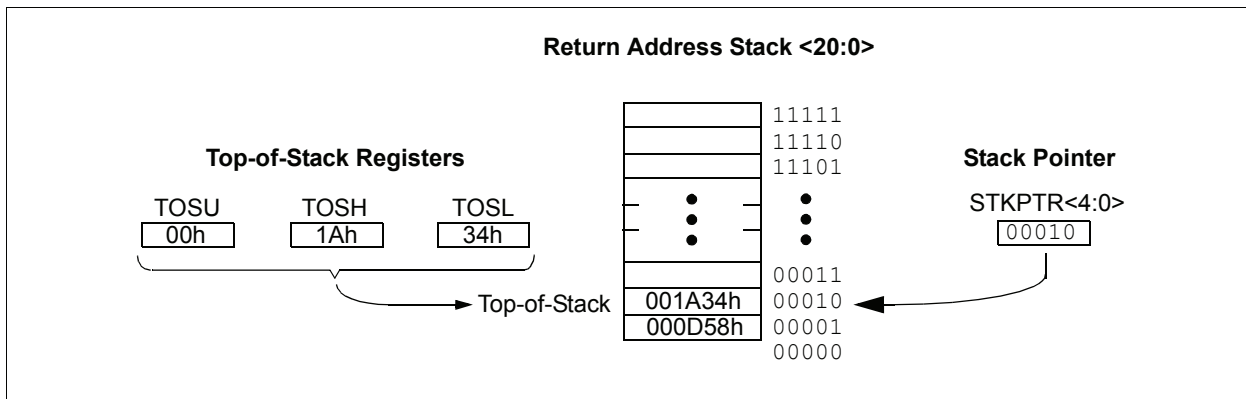 Return Address Stack <20:0>
11111
11110
11101
Top-of-Stack Registers
Stack Pointer
TOSU TOSH TOSL
00h 1Ah 34h
STKPTR<4:0>
00010
00011
Top-of-Stack 001A34h 00010
000D58h 00001
00000